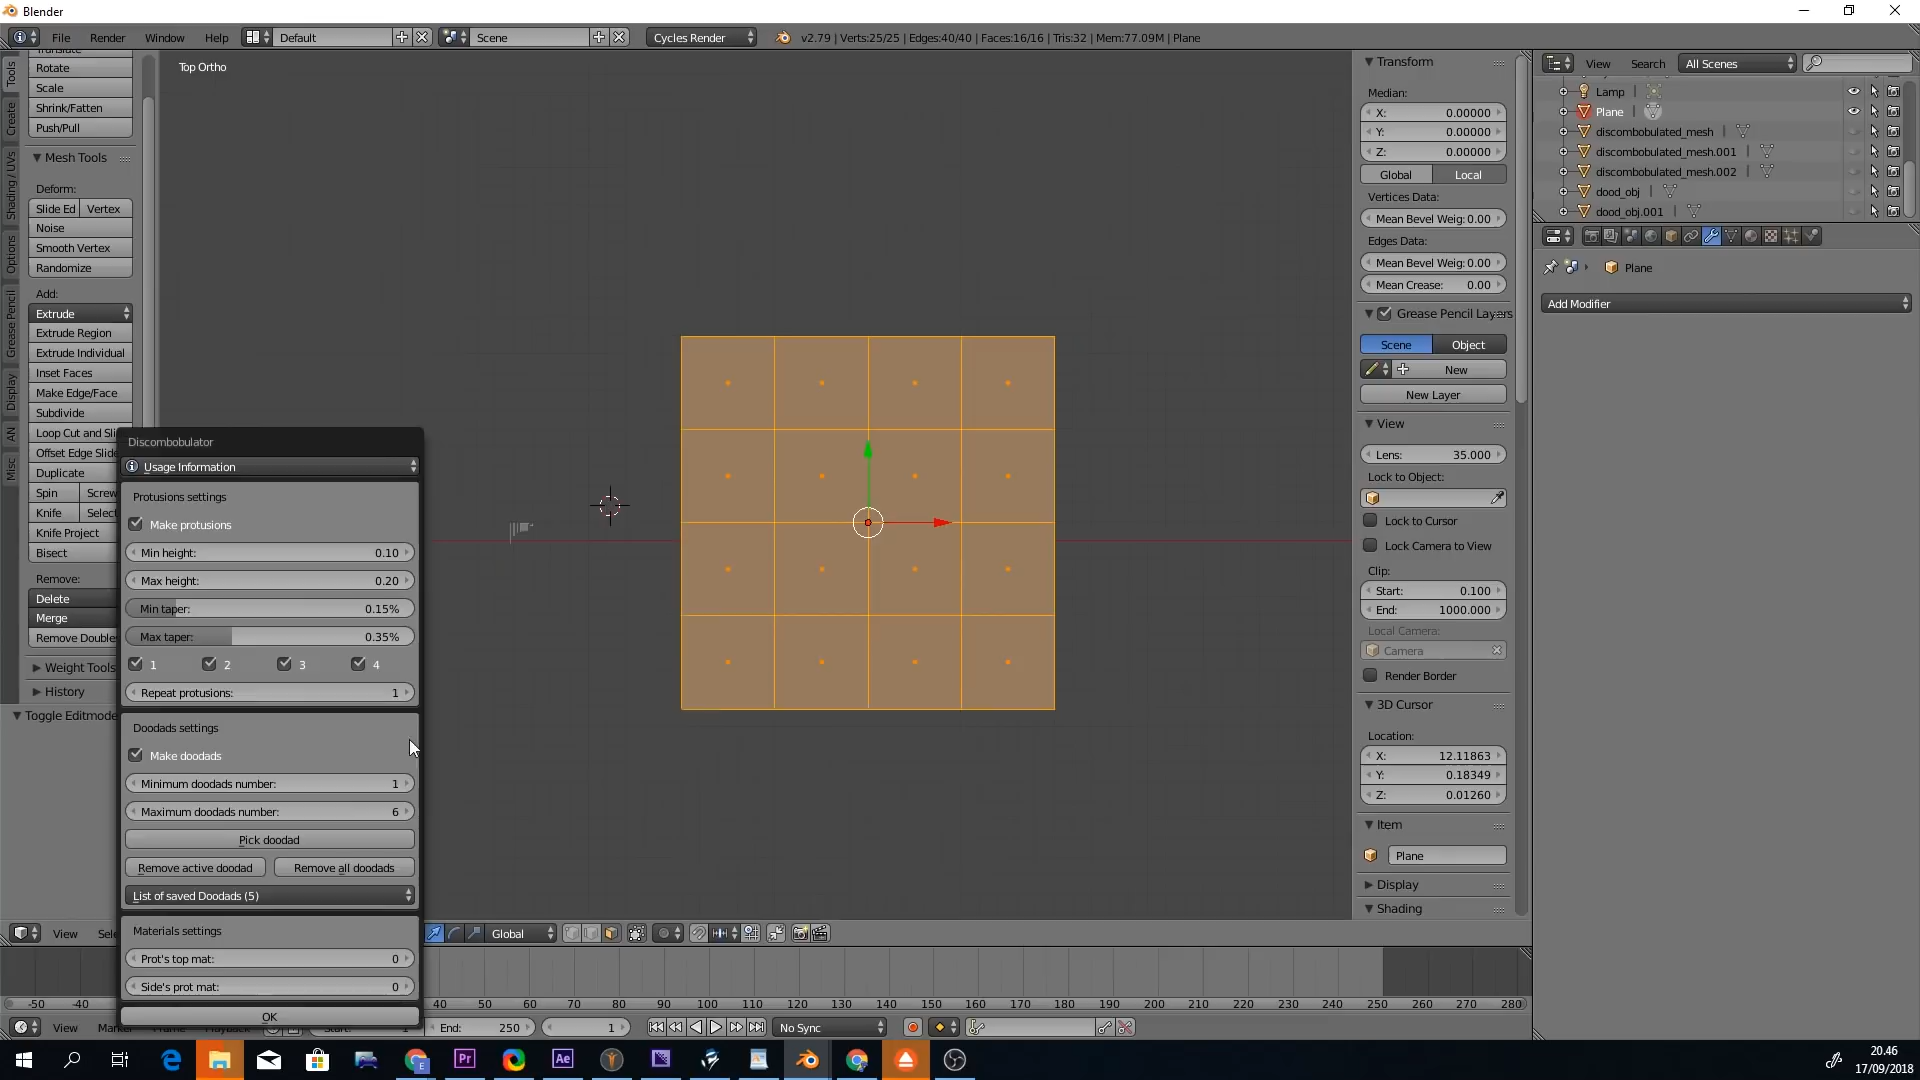 Blender
File Render Window Help Default Scene Cycles Render v2.79 | Verts:25/25 | Edges:40/40 | Faces:16/16 | Tris:32 | Mem:77.09M | Plane
Tools
Create
Shading / UVs
Options
Grease Pencil
Display
AN
Misc
Rotate
Scale
Shrink/Fatten
Push/Pull
Mesh Tools
Deform:
Slide Ed Vertex
Noise
Smooth Vertex
Randomize
Add:
Extrude
Extrude Region
Extrude Individual
Inset Faces
Make Edge/Face
Subdivide
Loop Cut and Sli
Offset Edge Slide
Duplicate
Spin Screw
Knife Select
Knife Project
Bisect
Remove:
Delete
Merge
Remove Double
Weight Tools
History
Toggle Editmode
Top Ortho
Discombobulator
Usage Information
Protusions settings
Make protusions
Min height: 0.10
Max height: 0.20
Min taper: 0.15%
Max taper: 0.35%
1 2 3 4
Repeat protusions: 1
Doodads settings
Make doodads
Minimum doodads number: 1
Maximum doodads number: 6
Pick doodad
Remove active doodad Remove all doodads
List of saved Doodads (5)
Materials settings
Prot's top mat: 0
Side's prot mat: 0
OK
Transform
Median:
X: 0.00000
Y: 0.00000
Z: 0.00000
Global Local
Vertices Data:
Mean Bevel Weig: 0.00
Edges Data:
Mean Bevel Weig: 0.00
Mean Crease: 0.00
Grease Pencil Layers
Scene Object
New
New Layer
View
Lens: 35.000
Lock to Object:
Lock to Cursor
Lock Camera to View
Clip:
Start: 0.100
End: 1000.000
Local Camera:
Camera
Render Border
3D Cursor
Location:
X: 12.11863
Y: 0.18349
Z: 0.01260
Item
Plane
Display
Shading
View Search All Scenes
Lamp
Plane
discombobulated_mesh
discombobulated_mesh.001
discombobulated_mesh.002
dood_obj
dood_obj.001
Plane
Add Modifier
View Sel Global
-50 -40 40 50 60 70 80 90 100 110 120 130 140 150 160 170 180 190 200 210 220 230 240 250 260 270 280
View Marker Frame Playback Start: 1 End: 250 1 No Sync
20.46
17/09/2018